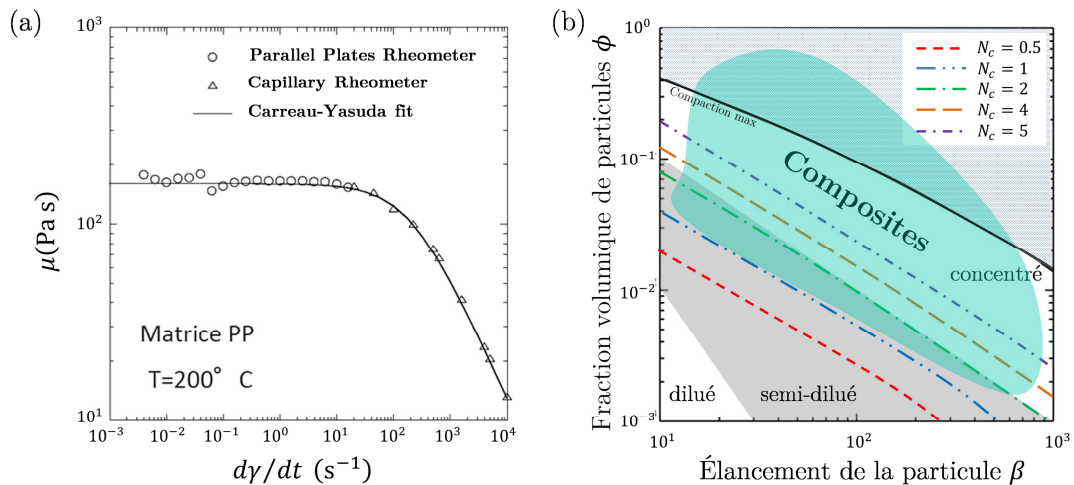 (a)
10³
10²
10¹
μ(Pa s)
Parallel Plates Rheometer
Capillary Rheometer
Carreau-Yasuda fit
Matrice PP
T=200° C
10⁻³ 10⁻² 10⁻¹ 10⁰ 10¹ 10² 10³ 10⁴
dγ/dt (s⁻¹)
(b)
10⁰
10⁻¹
10⁻²
10⁻³
Fraction volumique de particules ϕ
N_c = 0.5
N_c = 1
N_c = 2
N_c = 4
N_c = 5
Compaction max
Composites
concentré
dilué semi-dilué
10¹ 10² 10³
Élancement de la particule β